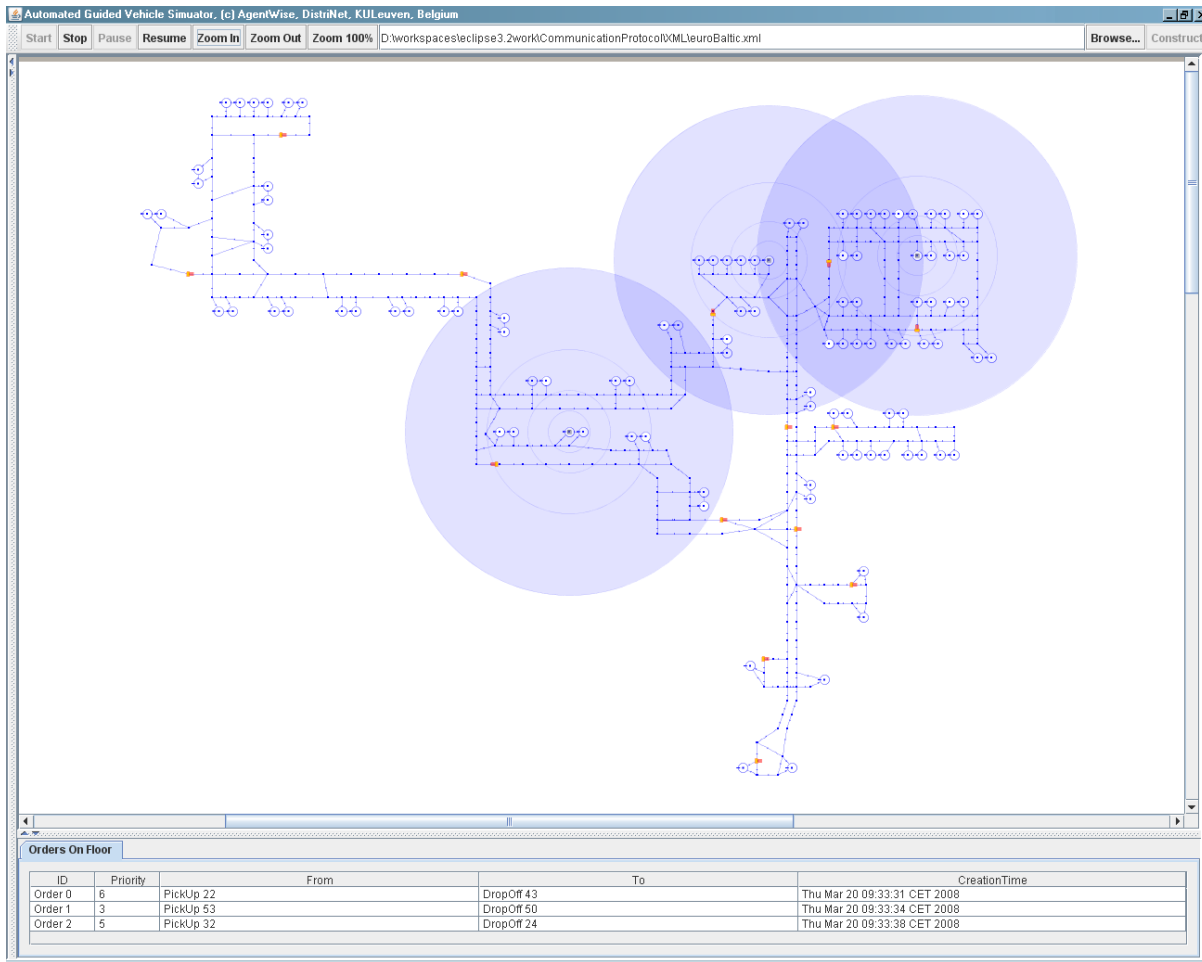 Automated Guided Vehicle Simuator, (c) AgentWise, DistriNet, KULeuven, Belgium
Start Stop Pause Resume Zoom In Zoom Out Zoom 100% D:\workspaces\eclipse3.2work\CommunicationProtocol\XML\euroBaltic.xml Browse... Construct
Orders On Floor
ID Priority From To CreationTime
Order 0 6 PickUp 22 DropOff 43 Thu Mar 20 09:33:31 CET 2008
Order 1 3 PickUp 53 DropOff 50 Thu Mar 20 09:33:34 CET 2008
Order 2 5 PickUp 32 DropOff 24 Thu Mar 20 09:33:38 CET 2008